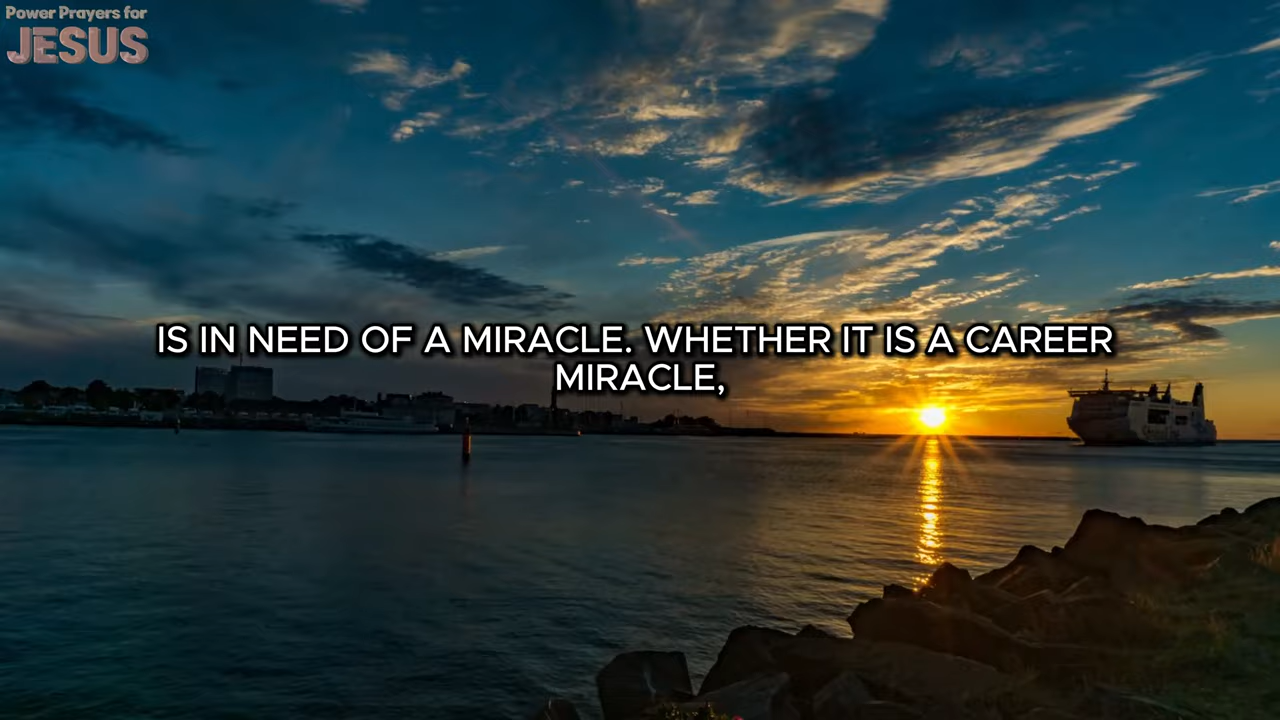 Power Prayers for
JESUS
IS IN NEED OF A MIRACLE. WHETHER IT IS A CAREER
MIRACLE,